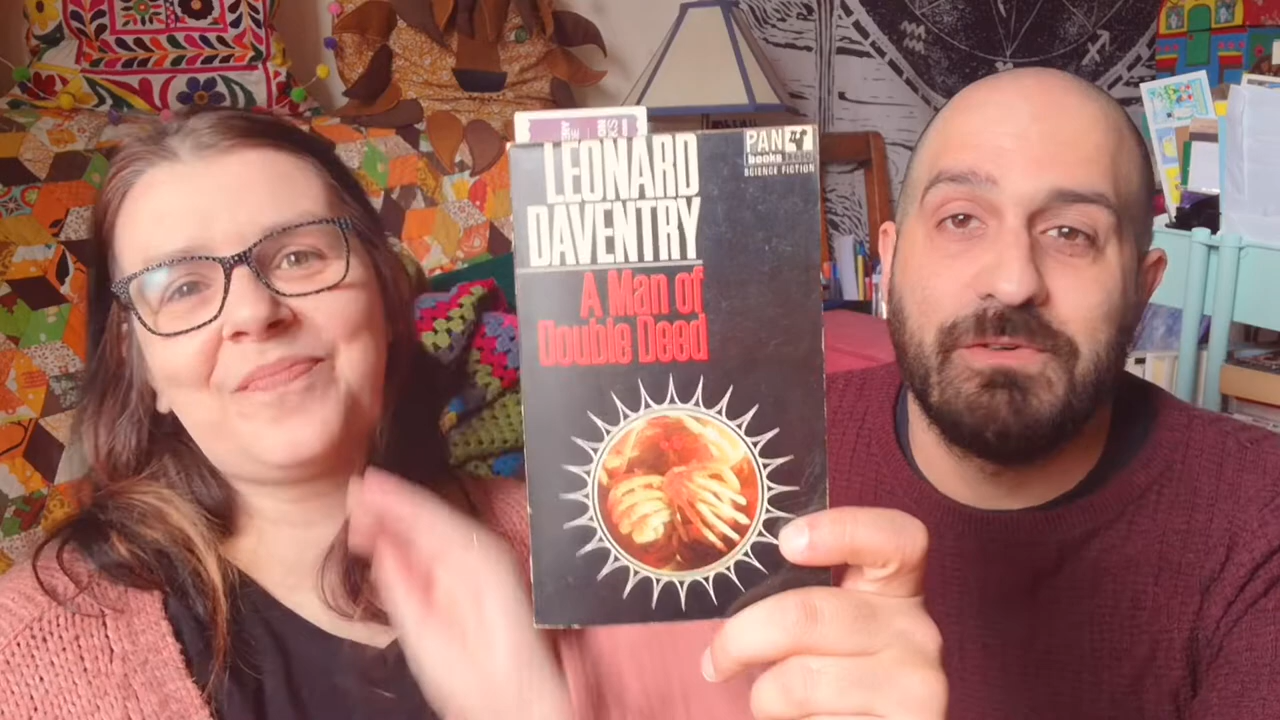 LEONARD
DAVENTRY
A Man of
Double Deed
PAN
books
SCIENCE FICTION